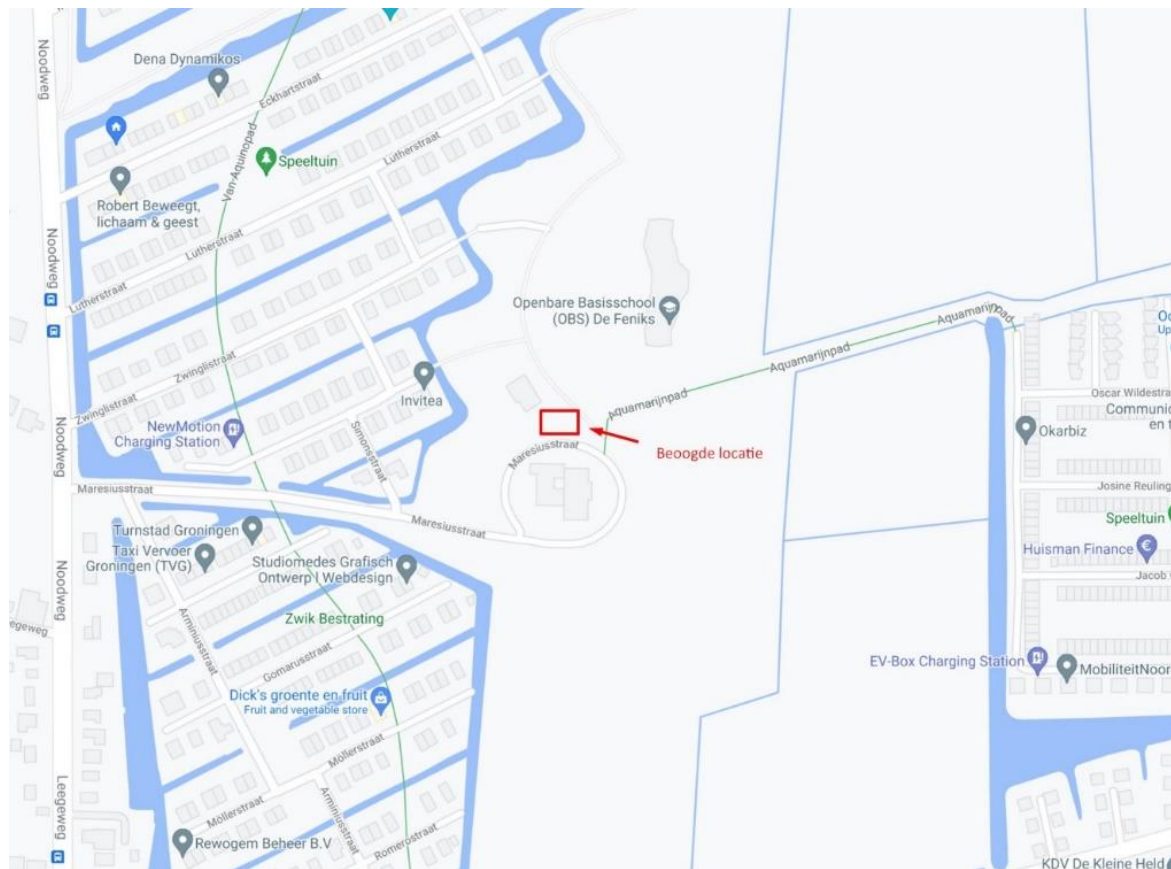 Noodweg
Dena Dynamikos
Eckhartstraat
Van Aquinopad
Lutherstraat
Speeltuin
Robert Beweegt,
lichaam & geest
Noodweg
Lutherstraat
Lutherstraat
Openbare Basisschool
(OBS) De Feniks
Aquamarijnpad
Aquamarijnpad
Aquamarijnpad
Zwinglistraat
Zwinglistraat
Invitea
Oscar Wildestra
Communic
en t
Okarbiz
NewMotion
Charging Station
Simonsstraat
Noodweg
Maresiusstraat
Beoogde locatie
Maresiusstraat
Maresiusstraat
Josine Reuling
Speeltuin
Turnstad Groningen
Taxi Vervoer
Groningen (TVG)
Studiomedes Grafisch
Ontwerp | Webdesign
Huisman Finance
Jacob
Noodweg
egeweg
Arminiusstraat
Zwik Bestrating
Gomarusstraat
EV-Box Charging Station
MobiliteitNoor
Dick's groente en fruit
Fruit and vegetable store
Möllerstraat
Leegeweg
Möllerstraat
Arminiusstraat
Rewogem Beheer B.V
Romerostraat
KDV De Kleine Held